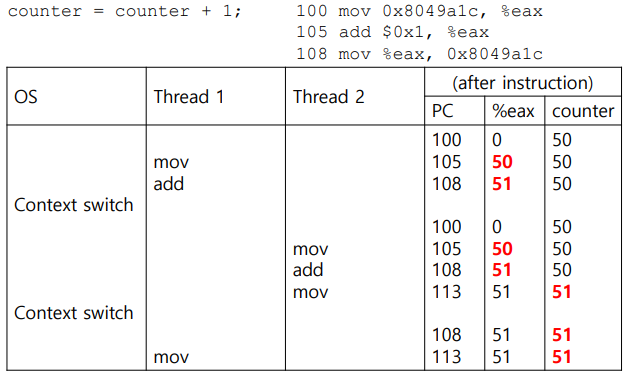 counter = counter + 1; 100 mov 0x8049a1c, %eax
105 add $0x1, %eax
108 mov %eax, 0x8049a1c
(after instruction)
OS Thread 1 Thread 2
PC %eax counter
100 0 50
mov 105 50 50
add 108 51 50
Context switch
100 0 50
mov 105 50 50
add 108 51 50
mov 113 51 51
Context switch
108 51 51
mov 113 51 51